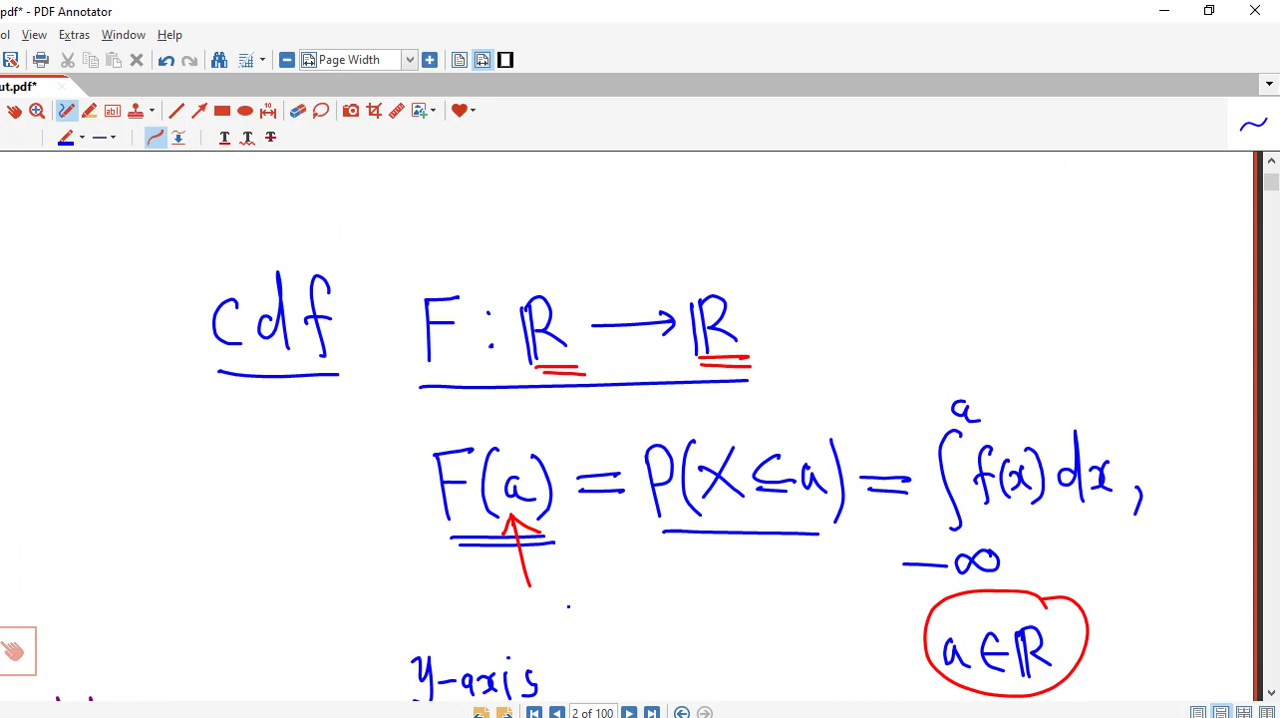 pdf* - PDF Annotator
ol View Extras Window Help
Page Width
ut.pdf*
cdf F : ℝ ⟶ ℝ
F(a) = P(X ≤ a) = ∫_{-∞}^{a} f(x) dx,
a ∈ ℝ
y-axis
2 of 100